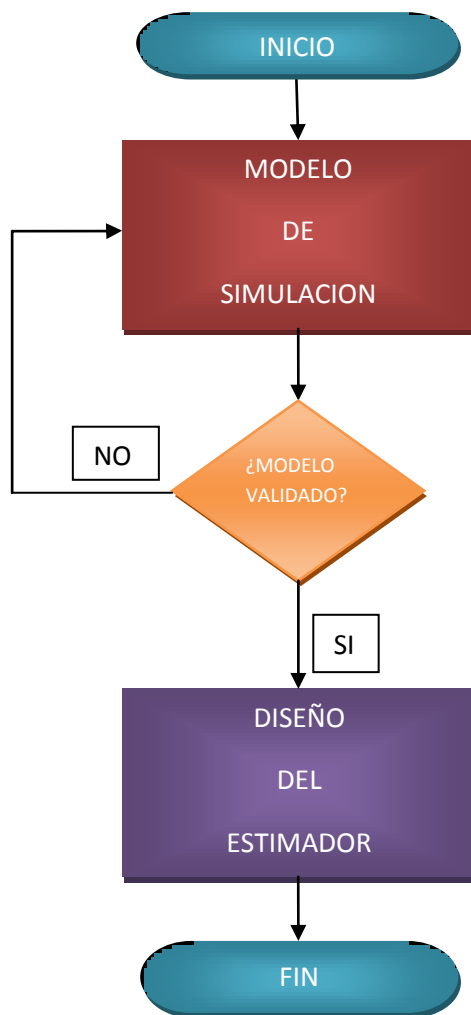 INICIO
MODELO
DE
SIMULACION
¿MODELO
VALIDADO?
NO
SI
DISEÑO
DEL
ESTIMADOR
FIN